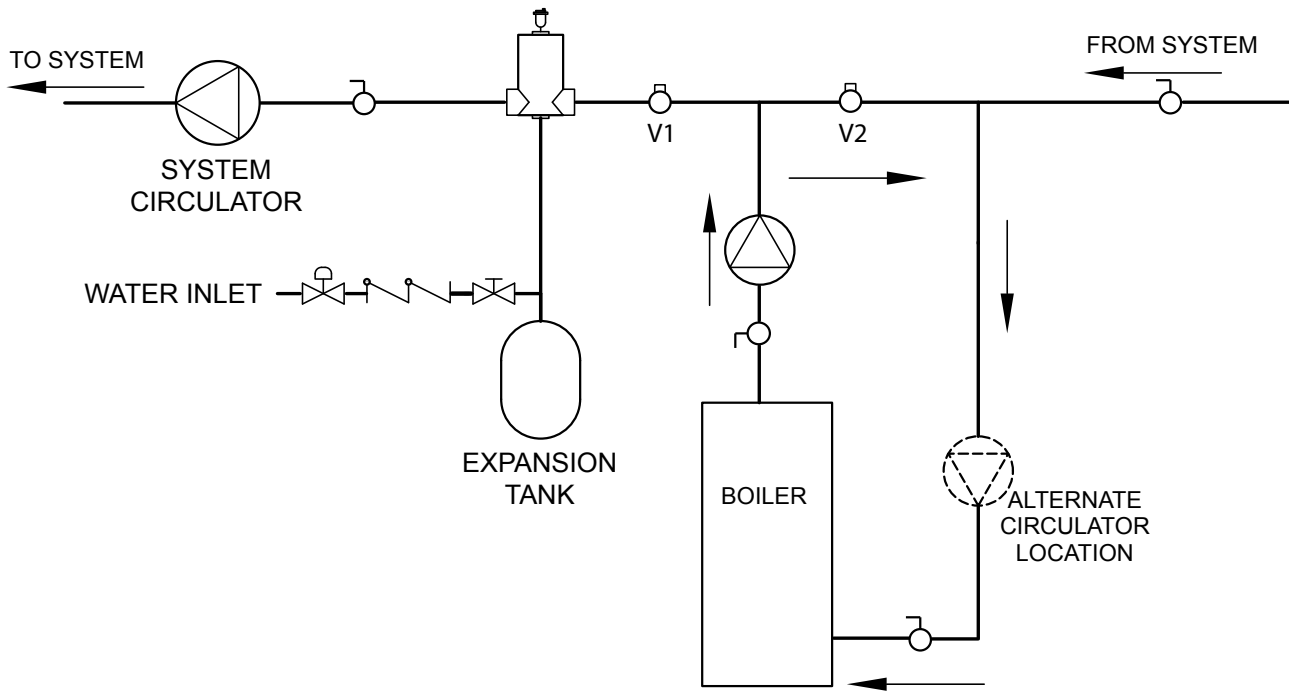 TO SYSTEM
FROM SYSTEM
V1
V2
SYSTEM
CIRCULATOR
WATER INLET
EXPANSION
TANK
BOILER
ALTERNATE
CIRCULATOR
LOCATION